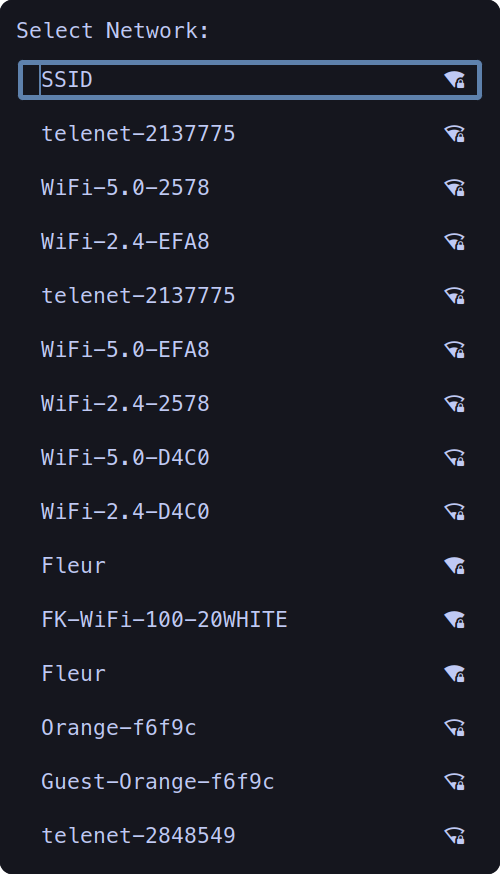 Select Network:
SSID
telenet-2137775
WiFi-5.0-2578
WiFi-2.4-EFA8
telenet-2137775
WiFi-5.0-EFA8
WiFi-2.4-2578
WiFi-5.0-D4C0
WiFi-2.4-D4C0
Fleur
FK-WiFi-100-20WHITE
Fleur
Orange-f6f9c
Guest-Orange-f6f9c
telenet-2848549